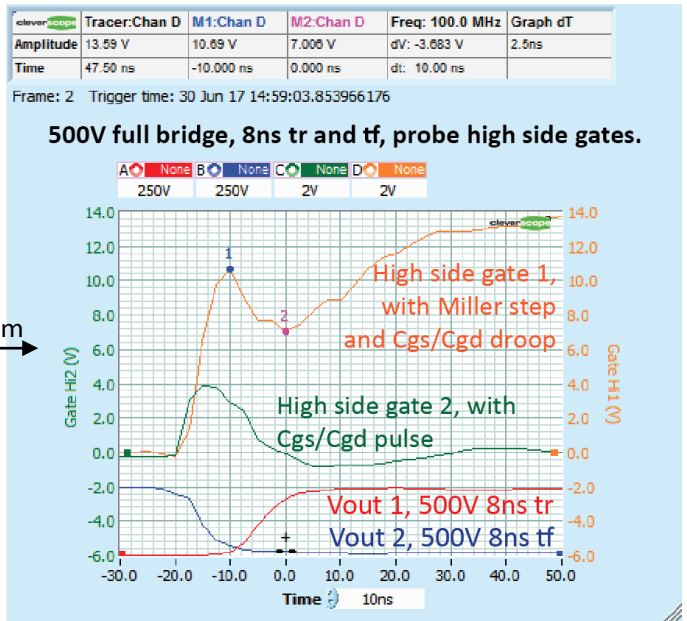 cleverscope Tracer:Chan D M1:Chan D M2:Chan D Freq: 100.0 MHz Graph dT
Amplitude 13.59 V 10.69 V 7.006 V dV: -3.683 V 2.5ns
Time 47.50 ns -10.000 ns 0.000 ns dt: 10.00 ns
Frame: 2 Trigger time: 30 Jun 17 14:59:03.853966176
500V full bridge, 8ns tr and tf, probe high side gates.
A None B None C None D None
250V 250V 2V 2V
14.0 cleverscope 14.0
12.0 12.0
1
10.0 High side gate 1, 10.0
with Miller step
8.0 2 8.0
and Cgs/Cgd droop
m
6.0 6.0
Gate Hi2 (V)
Gate Hi1 (V)
4.0 4.0
High side gate 2, with
2.0 2.0
Cgs/Cgd pulse
0.0 0.0
-2.0 -2.0
Vout 1, 500V 8ns tr
-4.0 -4.0
Vout 2, 500V 8ns tf
-6.0 -6.0
-30.0 -20.0 -10.0 0.0 10.0 20.0 30.0 40.0 50.0
Time 10ns